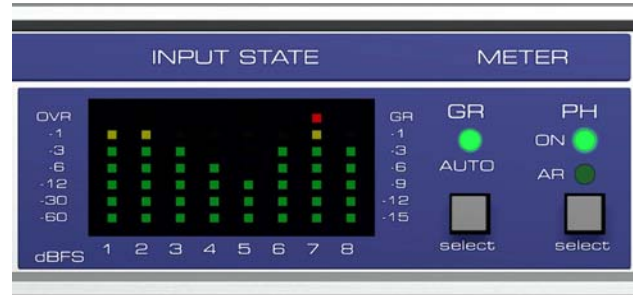 INPUT STATE METER
OVR GR GR PH
-1 -1 ON
-3 -3
-6 -6 AUTO AR
-12 -9
-30 -12
-60 -15
dBFS 1 2 3 4 5 6 7 8 select select